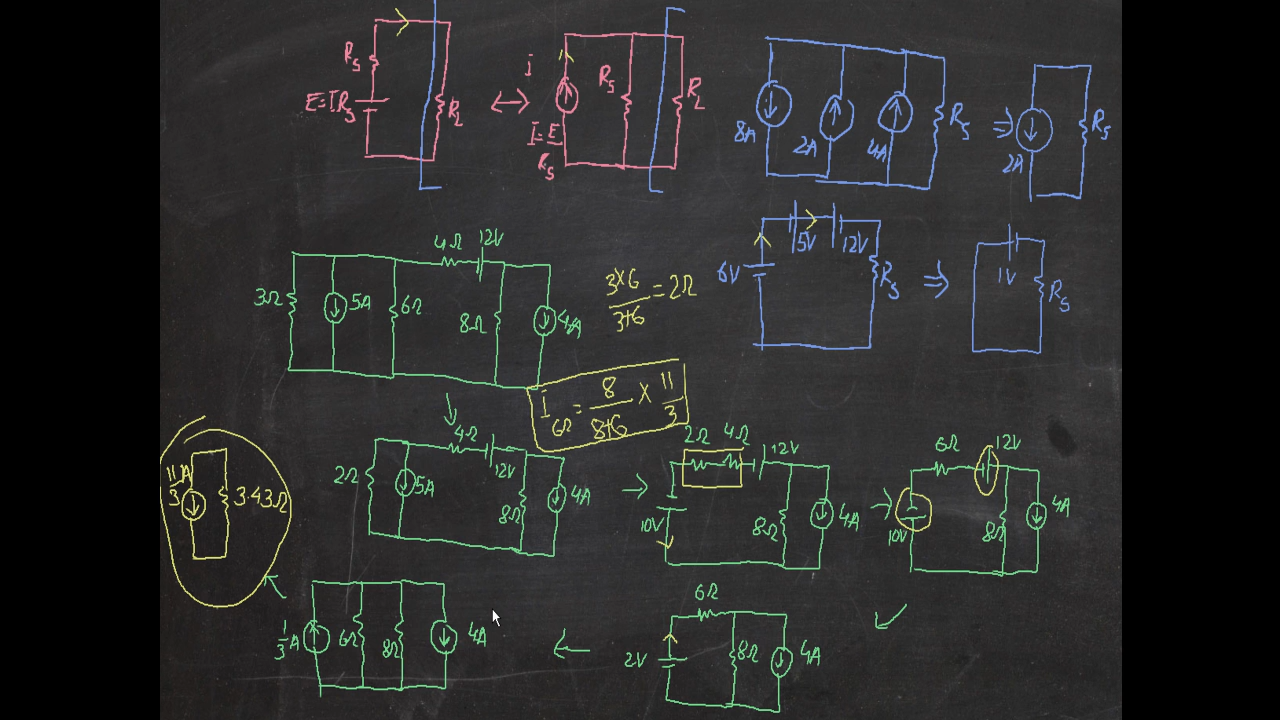 Rs
E=IRs
RL
i
I=E/Rs
Rs
RL
8A 2A 4A Rs ⇒ 2A Rs
6V 5V 12V Rs ⇒ 1V Rs
3Ω 5A 6Ω 4Ω 12V 8Ω 4A
3×6/3+6 = 2Ω
I6Ω = 8/8+6 × 11/3
2Ω 5A 4Ω 12V 8Ω 4A
10V 2Ω 4Ω 12V 8Ω 4A
10V 6Ω 12V 8Ω 4A
2V 6Ω 8Ω 4A
1/3A 6Ω 8Ω 4A
11/3A 3.43Ω